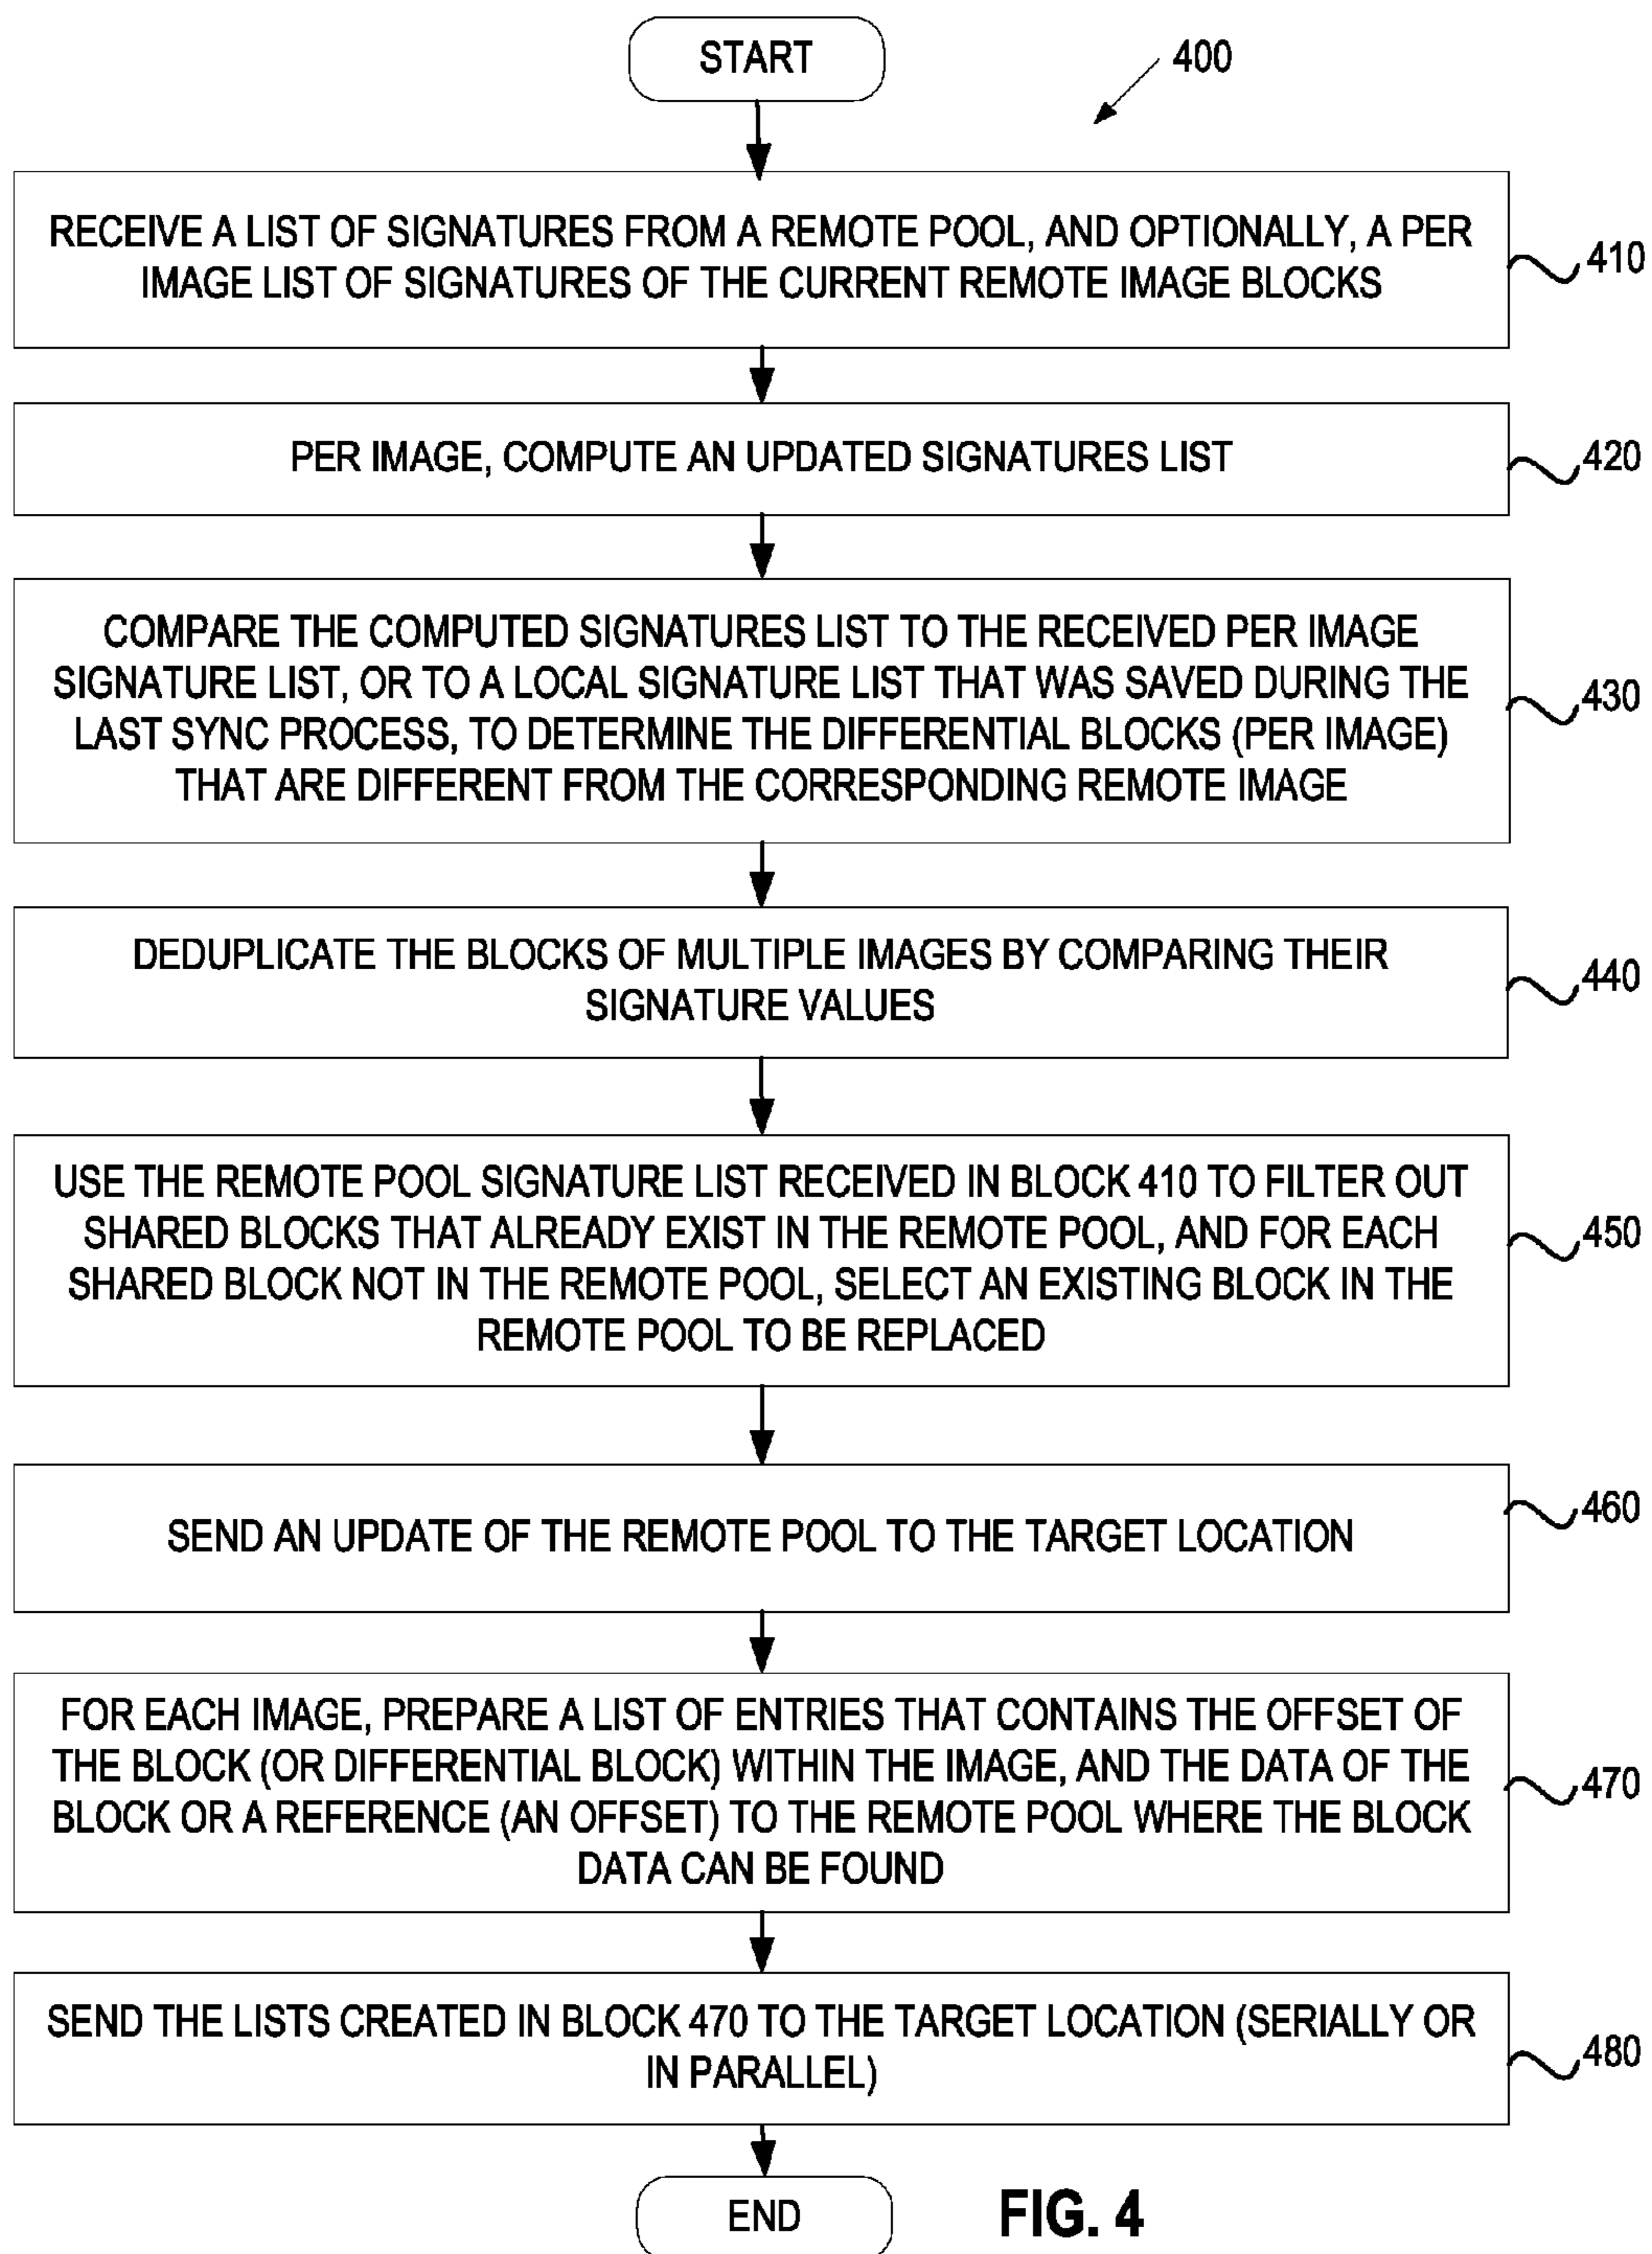 START
400
RECEIVE A LIST OF SIGNATURES FROM A REMOTE POOL, AND OPTIONALLY, A PER
IMAGE LIST OF SIGNATURES OF THE CURRENT REMOTE IMAGE BLOCKS
410
PER IMAGE, COMPUTE AN UPDATED SIGNATURES LIST
420
COMPARE THE COMPUTED SIGNATURES LIST TO THE RECEIVED PER IMAGE
SIGNATURE LIST, OR TO A LOCAL SIGNATURE LIST THAT WAS SAVED DURING THE
LAST SYNC PROCESS, TO DETERMINE THE DIFFERENTIAL BLOCKS (PER IMAGE)
THAT ARE DIFFERENT FROM THE CORRESPONDING REMOTE IMAGE
430
DEDUPLICATE THE BLOCKS OF MULTIPLE IMAGES BY COMPARING THEIR
SIGNATURE VALUES
440
USE THE REMOTE POOL SIGNATURE LIST RECEIVED IN BLOCK 410 TO FILTER OUT
SHARED BLOCKS THAT ALREADY EXIST IN THE REMOTE POOL, AND FOR EACH
SHARED BLOCK NOT IN THE REMOTE POOL, SELECT AN EXISTING BLOCK IN THE
REMOTE POOL TO BE REPLACED
450
SEND AN UPDATE OF THE REMOTE POOL TO THE TARGET LOCATION
460
FOR EACH IMAGE, PREPARE A LIST OF ENTRIES THAT CONTAINS THE OFFSET OF
THE BLOCK (OR DIFFERENTIAL BLOCK) WITHIN THE IMAGE, AND THE DATA OF THE
BLOCK OR A REFERENCE (AN OFFSET) TO THE REMOTE POOL WHERE THE BLOCK
DATA CAN BE FOUND
470
SEND THE LISTS CREATED IN BLOCK 470 TO THE TARGET LOCATION (SERIALLY OR
IN PARALLEL)
480
END
FIG. 4